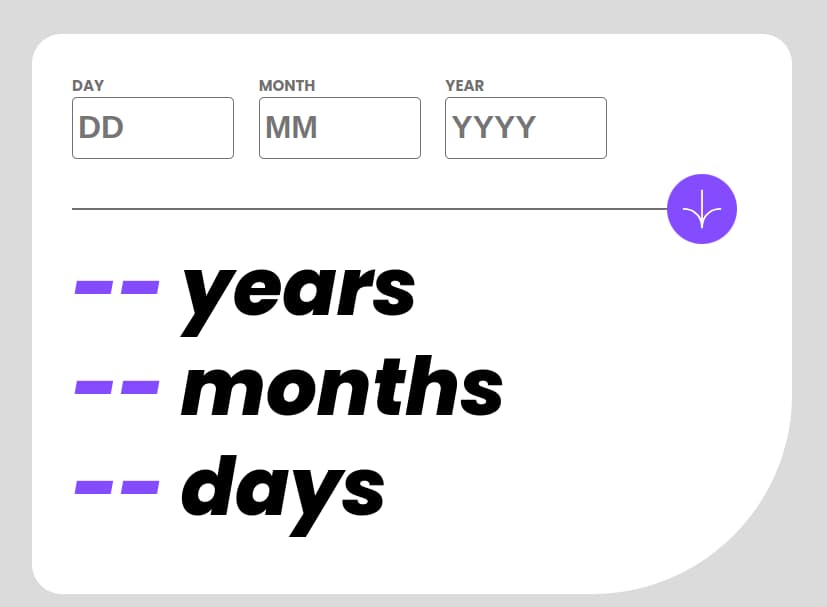 DAY MONTH YEAR
DD MM YYYY
-- years
-- months
-- days